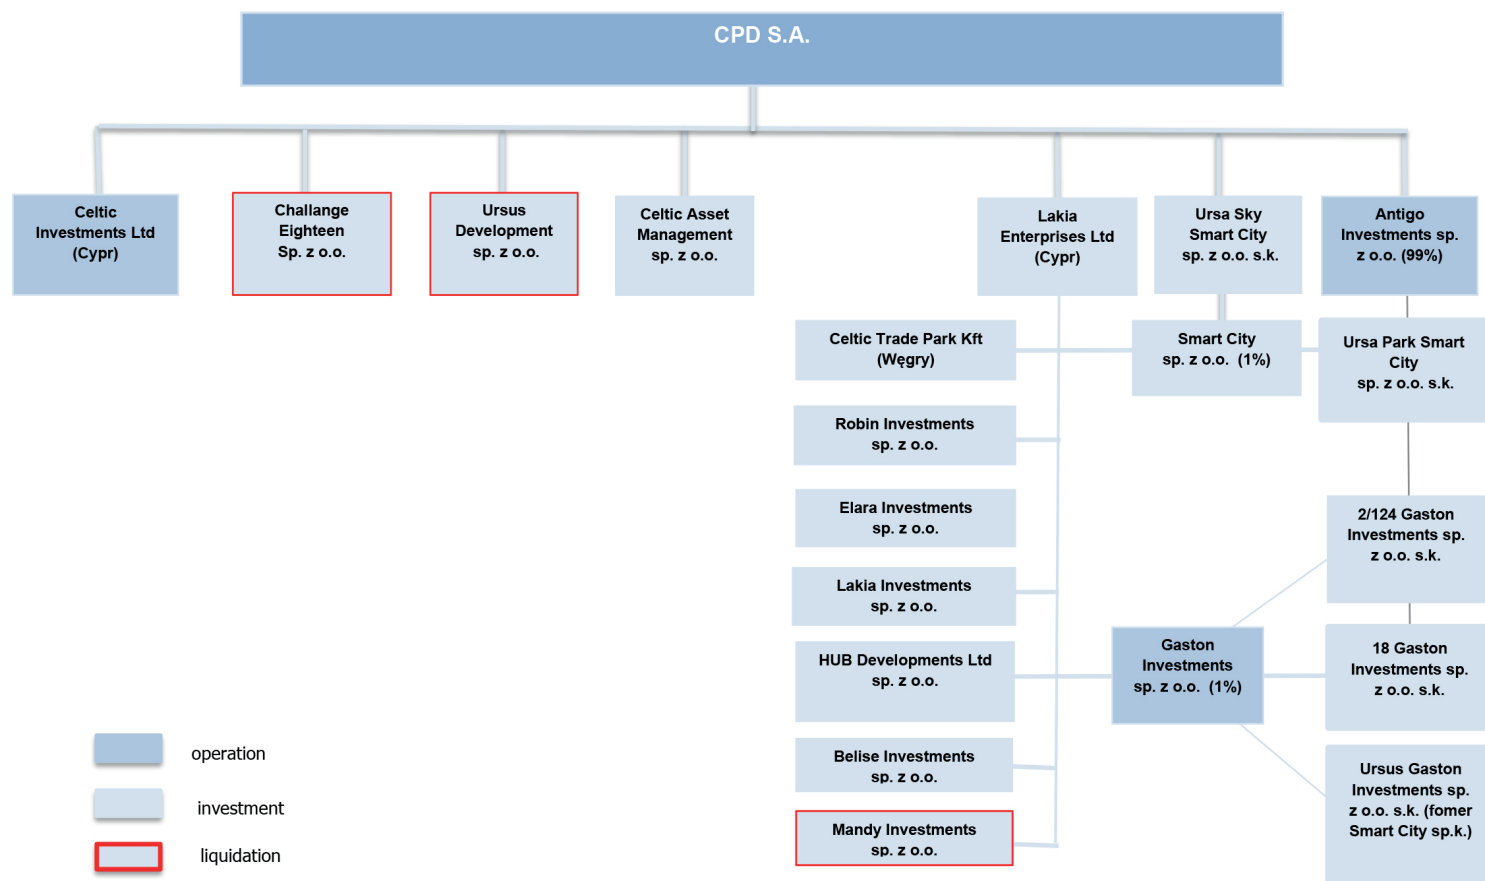 CPD S.A.
Celtic
Investments Ltd
(Cypr)
Challange
Eighteen
Sp. z o.o.
Ursus
Development
sp. z o.o.
Celtic Asset
Management
sp. z o.o.
Lakia
Enterprises Ltd
(Cypr)
Ursa Sky
Smart City
sp. z o.o. s.k.
Antigo
Investments sp.
z o.o. (99%)
Celtic Trade Park Kft
(Węgry)
Smart City
sp. z o.o. (1%)
Ursa Park Smart
City
sp. z o.o. s.k.
Robin Investments
sp. z o.o.
Elara Investments
sp. z o.o.
2/124 Gaston
Investments sp.
z o.o. s.k.
Lakia Investments
sp. z o.o.
HUB Developments Ltd
sp. z o.o.
Gaston
Investments
sp. z o.o. (1%)
18 Gaston
Investments sp.
z o.o. s.k.
Belise Investments
sp. z o.o.
Ursus Gaston
Investments sp.
z o.o. s.k. (fomer
Smart City sp.k.)
Mandy Investments
sp. z o.o.
operation
investment
liquidation